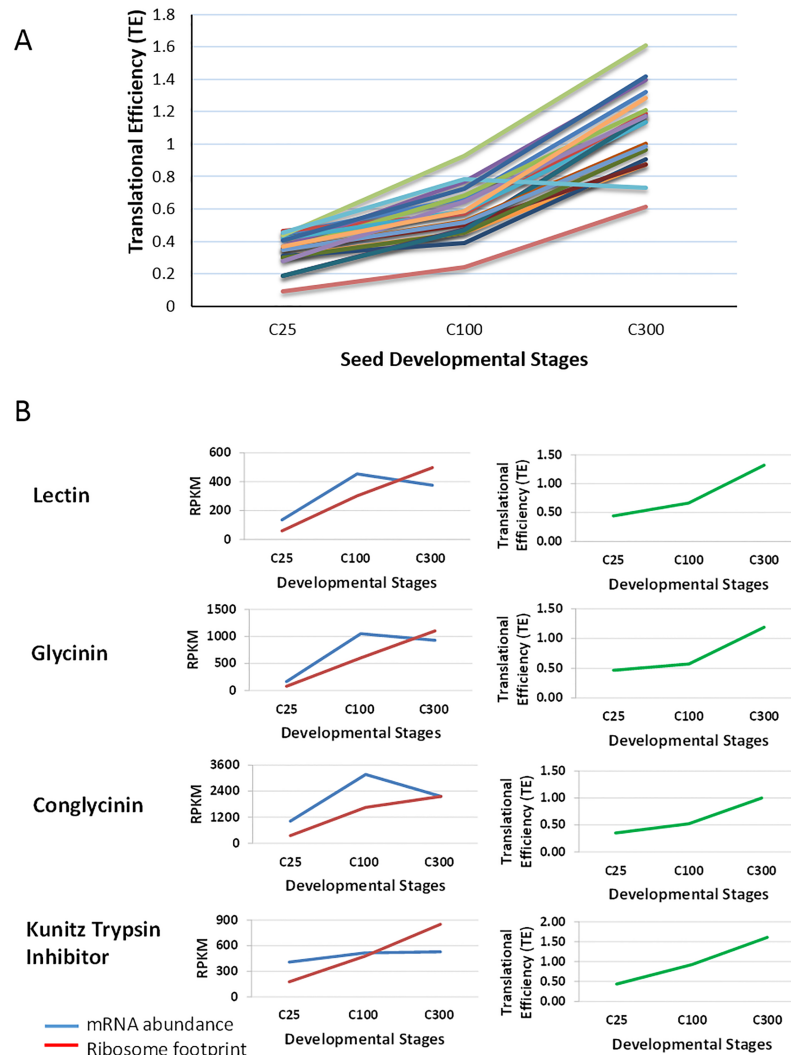 A
Translational Efficiency (TE)
1.8
1.6
1.4
1.2
1
0.8
0.6
0.4
0.2
0
C25 C100 C300
Seed Developmental Stages
B
Lectin
RPKM
600
400
200
0
C25 C100 C300
Developmental Stages
Translational
Efficiency (TE)
1.50
1.00
0.50
0.00
C25 C100 C300
Developmental Stages
Glycinin
RPKM
1500
1000
500
0
C25 C100 C300
Developmental Stages
Translational
Efficiency (TE)
1.50
1.00
0.50
0.00
C25 C100 C300
Developmental Stages
Conglycinin
RPKM
3600
2400
1200
0
C25 C100 C300
Developmental Stages
Translational
Efficiency (TE)
1.50
1.00
0.50
0.00
C25 C100 C300
Developmental Stages
Kunitz Trypsin
Inhibitor
RPKM
900
600
300
0
C25 C100 C300
Developmental Stages
Translational
Efficiency (TE)
2.00
1.50
1.00
0.50
0.00
C25 C100 C300
Developmental Stages
mRNA abundance
Ribosome footprint